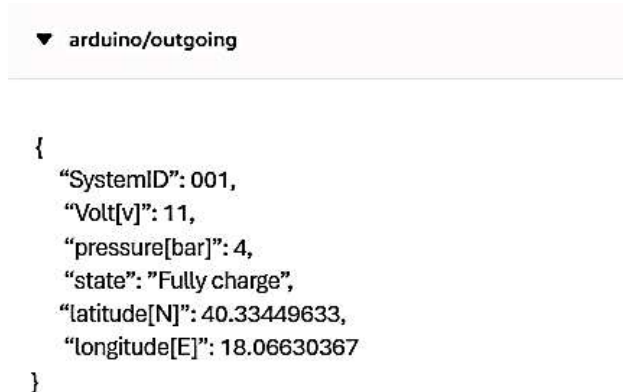 ▼ arduino/outgoing
{
“SystemID”: 001,
“Volt[v]”: 11,
“pressure[bar]”: 4,
“state”: ”Fully charge”,
“latitude[N]”: 40.33449633,
“longitude[E]”: 18.06630367
}